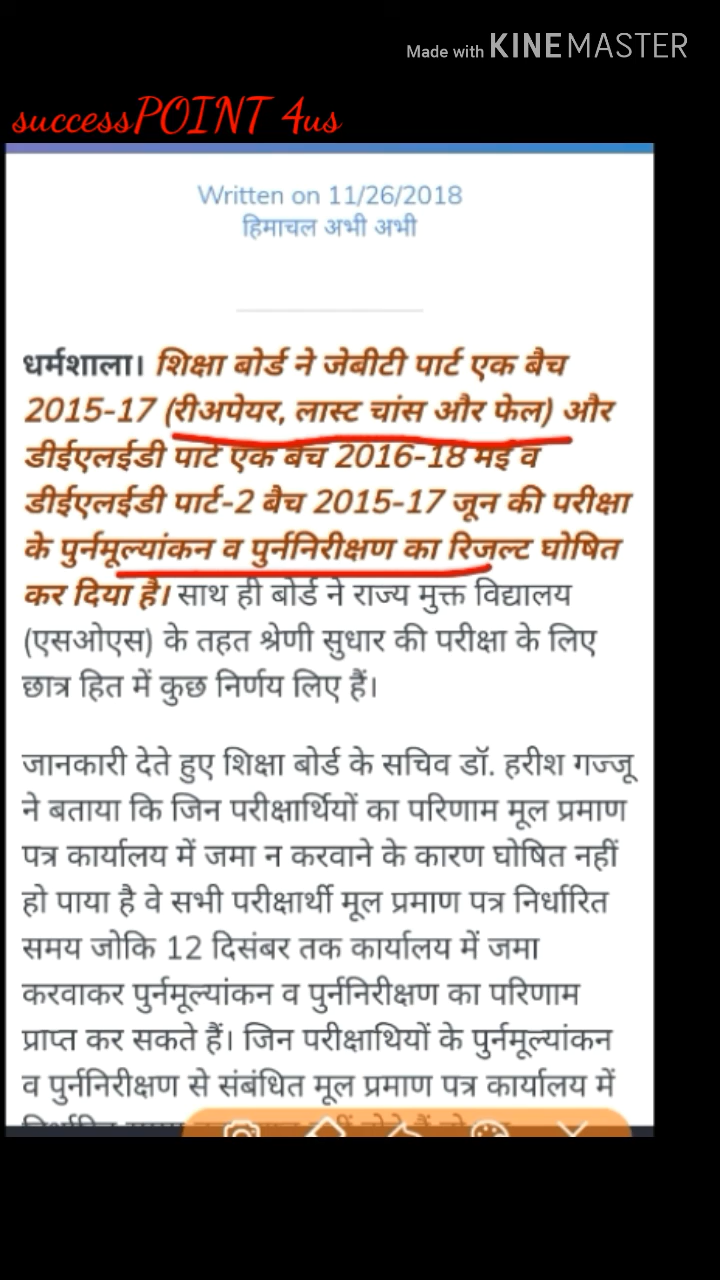 Made with KINEMASTER
successPOINT 4us
Written on 11/26/2018
हिमाचल अभी अभी
धर्मशाला। शिक्षा बोर्ड ने जेबीटी पार्ट एक बैच
2015-17 (रीअपेयर, लास्ट चांस और फेल) और
डीईएलईडी पार्ट एक बैच 2016-18 मई व
डीईएलईडी पार्ट-2 बैच 2015-17 जून की परीक्षा
के पुर्नमूल्यांकन व पुर्ननिरीक्षण का रिजल्ट घोषित
कर दिया है। साथ ही बोर्ड ने राज्य मुक्त विद्यालय
(एसओएस) के तहत श्रेणी सुधार की परीक्षा के लिए
छात्र हित में कुछ निर्णय लिए हैं।
जानकारी देते हुए शिक्षा बोर्ड के सचिव डॉ. हरीश गज्जू
ने बताया कि जिन परीक्षार्थियों का परिणाम मूल प्रमाण
पत्र कार्यालय में जमा न करवाने के कारण घोषित नहीं
हो पाया है वे सभी परीक्षार्थी मूल प्रमाण पत्र निर्धारित
समय जोकि 12 दिसंबर तक कार्यालय में जमा
करवाकर पुर्नमूल्यांकन व पुर्ननिरीक्षण का परिणाम
प्राप्त कर सकते हैं। जिन परीक्षाथियों के पुर्नमूल्यांकन
व पुर्ननिरीक्षण से संबंधित मूल प्रमाण पत्र कार्यालय में